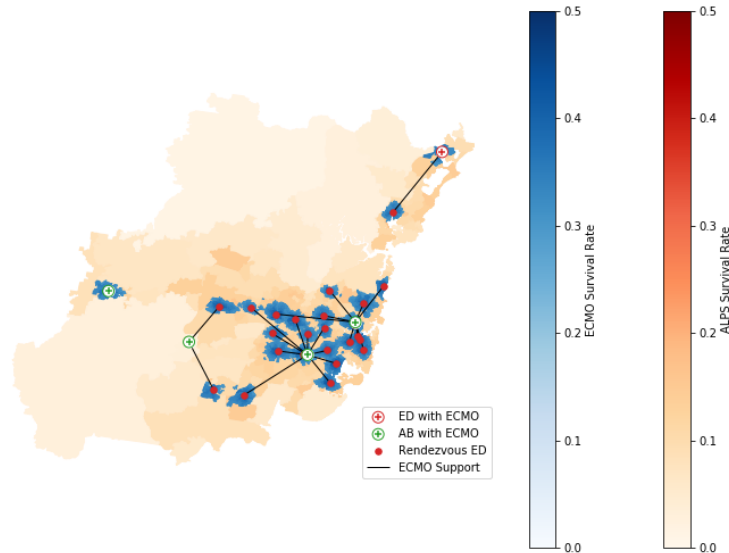 0.5
0.4
0.3
0.2
0.1
0.0
ECMO Survival Rate
0.5
0.4
0.3
0.2
0.1
0.0
ALPS Survival Rate
ED with ECMO
AB with ECMO
Rendezvous ED
ECMO Support